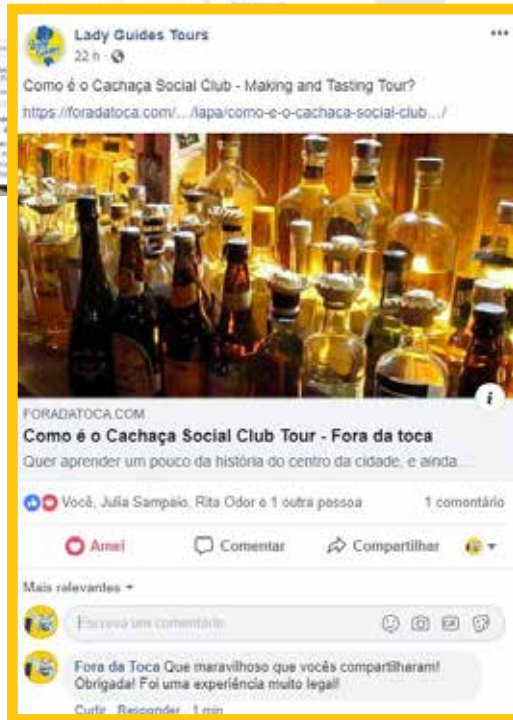 Lady Guides Tours
22 h
Como é o Cachaça Social Club - Making and Tasting Tour?
https://foradatoca.com/.../lapa/como-e-o-cachaca-social-club.../
FORADATOCA.COM
Como é o Cachaça Social Club Tour - Fora da toca
Quer aprender um pouco da história do centro da cidade, e ainda...
Você, Julia Sampaio, Rita Odor e 1 outra pessoa 1 comentário
Amei Comentar Compartilhar
Mais relevantes
Escreva um comentário
Fora da Toca Que maravilhoso que vocês compartilharam!
Obrigada! Foi uma experiência muito legal!
Curtir Responder 1 min